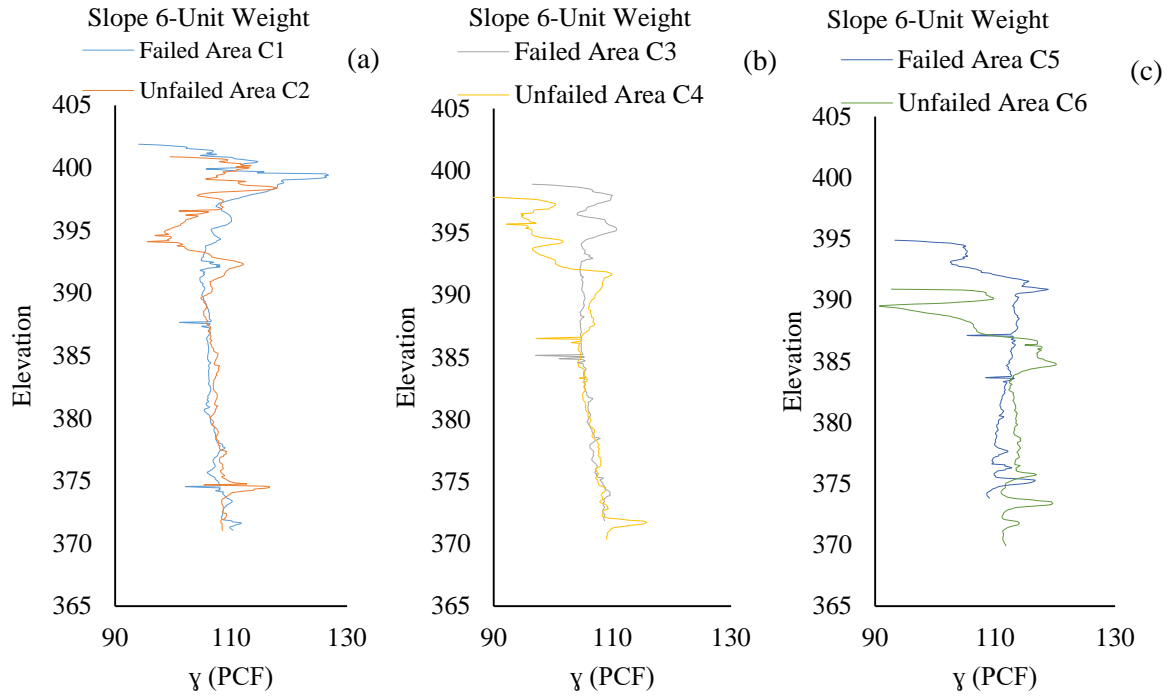 Slope 6-Unit Weight
Failed Area C1
Unfailed Area C2
(a)
405
400
395
390
385
380
375
370
365
Elevation
90
110
130
ɣ (PCF)
Slope 6-Unit Weight
Failed Area C3
Unfailed Area C4
(b)
405
400
395
390
385
380
375
370
365
Elevation
90
110
130
ɣ (PCF)
Slope 6-Unit Weight
Failed Area C5
Unfailed Area C6
(c)
405
400
395
390
385
380
375
370
365
Elevation
90
110
130
ɣ (PCF)